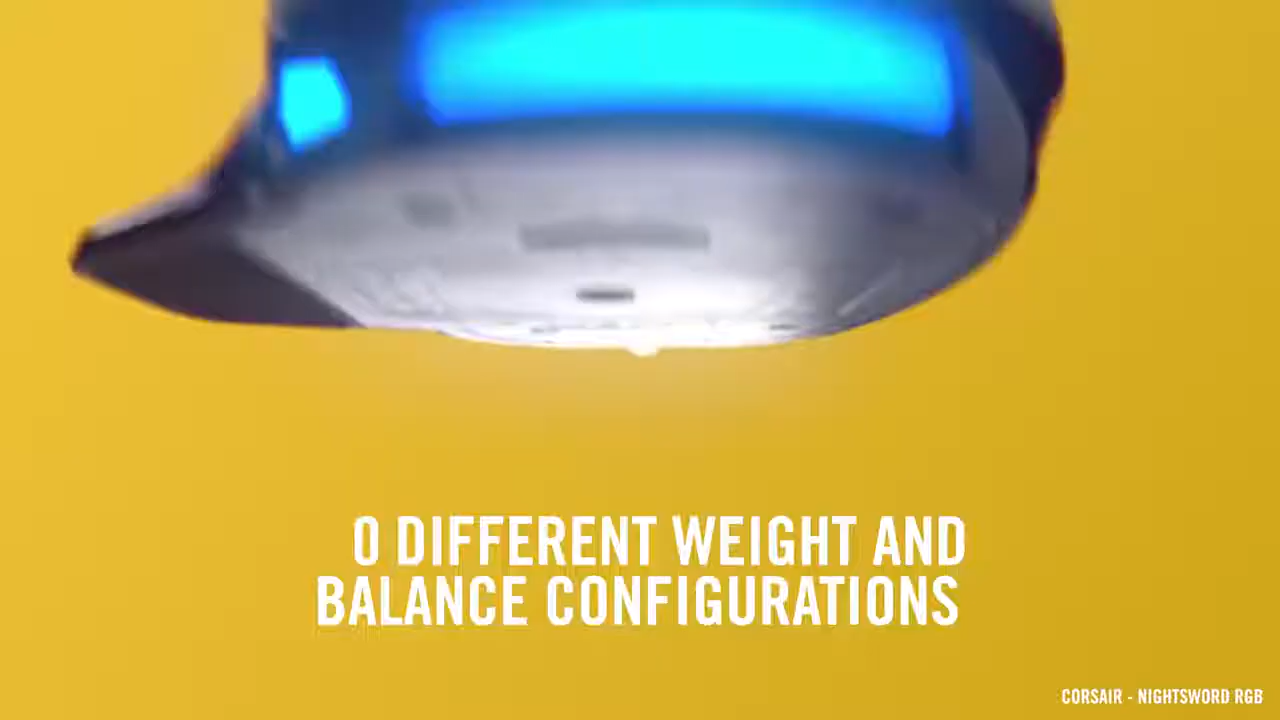 0 DIFFERENT WEIGHT AND
BALANCE CONFIGURATIONS
CORSAIR - NIGHTSWORD RGB